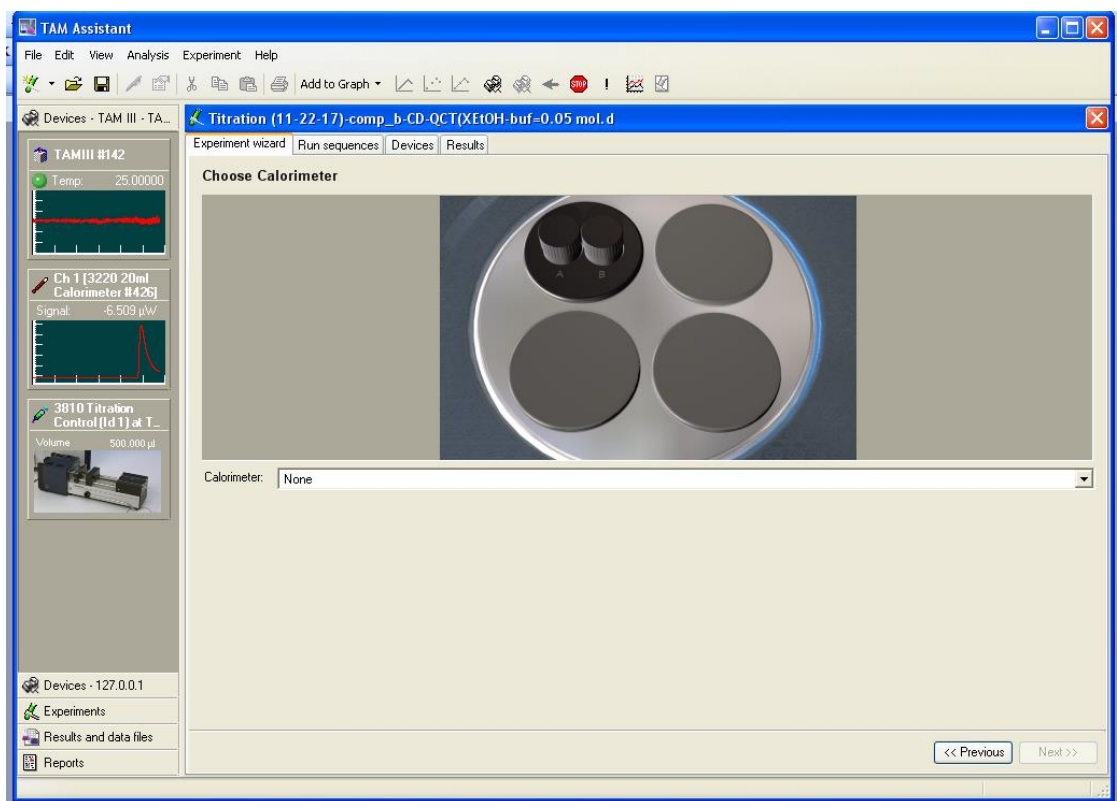 TAM Assistant
File Edit View Analysis Experiment Help
Add to Graph
STOP
Devices - TAM III - TA...
TAMIII #142
Temp: 25.00000
Ch 1 [3220 20ml
Calorimeter #426]
Signal: -6.509 µW
3810 Titration
Control (Id 1) at T...
Volume 500.000 µl
Devices - 127.0.0.1
Experiments
Results and data files
Reports
Titration (11-22-17)-comp_b-CD-QCT(XEtOH-buf=0.05 mol.d
Experiment wizard Run sequences Devices Results
Choose Calorimeter
A B
Calorimeter: None
<< Previous Next >>